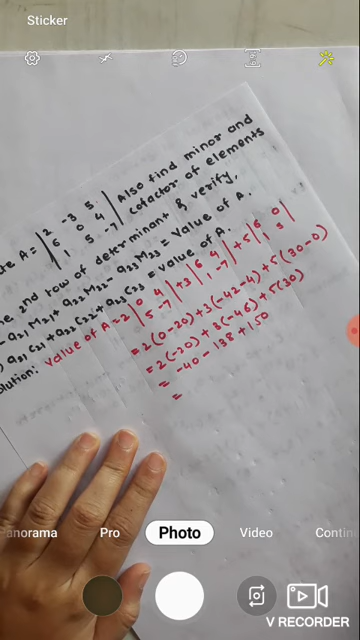 Sticker
te A = | 2 -3 5 | Also find minor and
| 6 0 4 | cofactor of elements
| 1 5 -7 |
he 2nd row of determinant & verify,
- a21 M21 + a22 M22 - a23 M23 = Value of A.
) a21 C21 + a22 C22 + a23 C23 = value of A.
olution: value of A = 2 | 0 4 | + 3 | 6 4 | + 5 | 6 0 |
| 5 -7 | | 1 -7 | | 1 5 |
= 2(0-20) + 3(-42-4) + 5(30-0)
= 2(-20) + 3(-46) + 5(30)
= -40 - 138 + 150
=
anorama Pro Photo Video Contin
V RECORDER